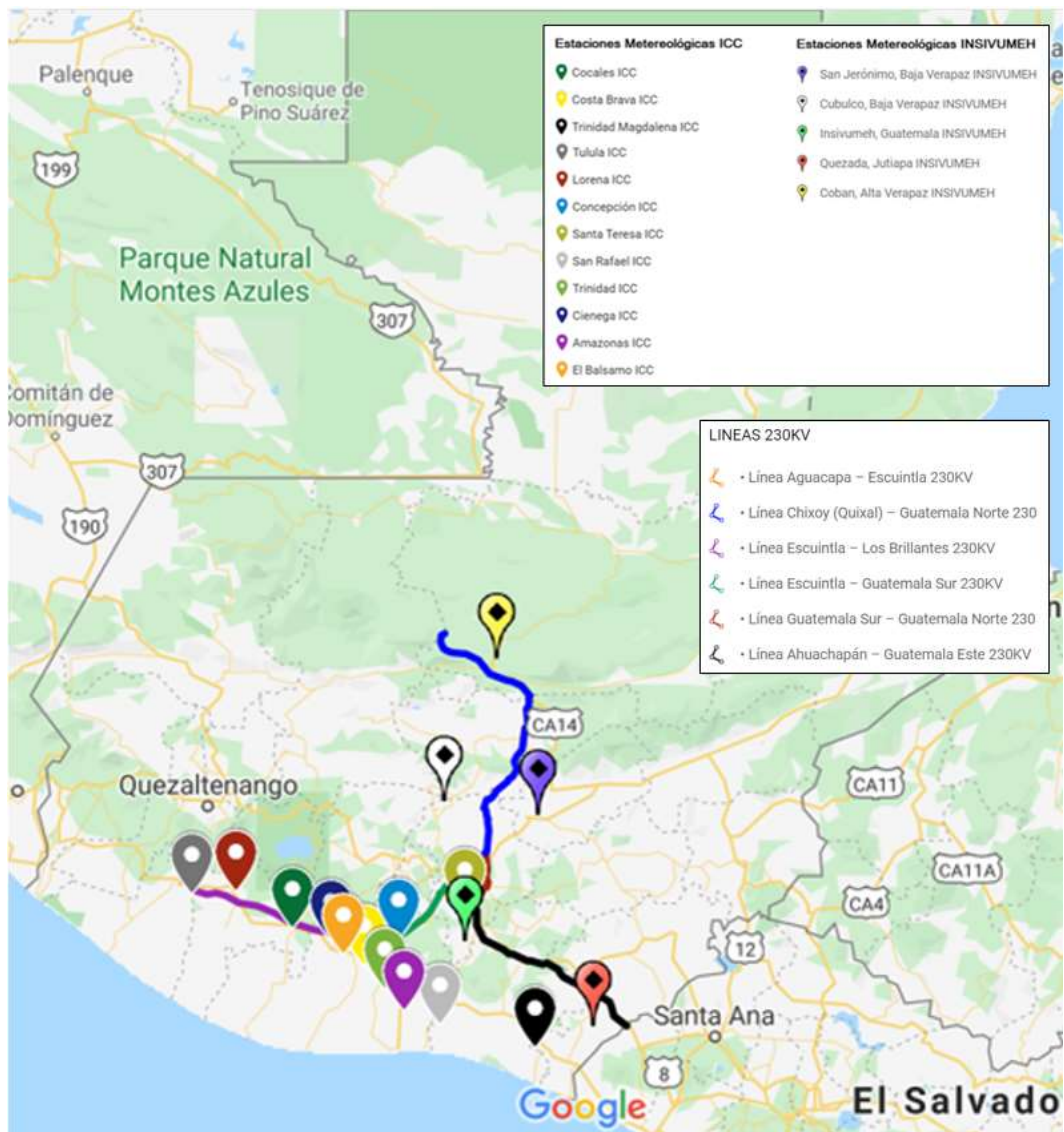 Palenque
Tenosique de
Pino Suárez
199
Parque Natural
Montes Azules
307
Comitán de
Domínguez
307
190
Estaciones Metereológicas ICC
Cocales ICC
Costa Brava ICC
Trinidad Magdalena ICC
Tulula ICC
Lorena ICC
Concepción ICC
Santa Teresa ICC
San Rafael ICC
Trinidad ICC
Cienega ICC
Amazonas ICC
El Balsamo ICC
Estaciones Metereológicas INSIVUMEH
San Jerónimo, Baja Verapaz INSIVUMEH
Cubulco, Baja Verapaz INSIVUMEH
Insivumeh, Guatemala INSIVUMEH
Quezada, Jutiapa INSIVUMEH
Coban, Alta Verapaz INSIVUMEH
LINEAS 230KV
• Línea Aguacapa – Escuintla 230KV
• Línea Chixoy (Quixal) – Guatemala Norte 230
• Línea Escuintla – Los Brillantes 230KV
• Línea Escuintla – Guatemala Sur 230KV
• Línea Guatemala Sur – Guatemala Norte 230
• Línea Ahuachapán – Guatemala Este 230KV
CA14
Quezaltenango
CA11
CA11A
CA4
12
Santa Ana
8
Google
El Salvado